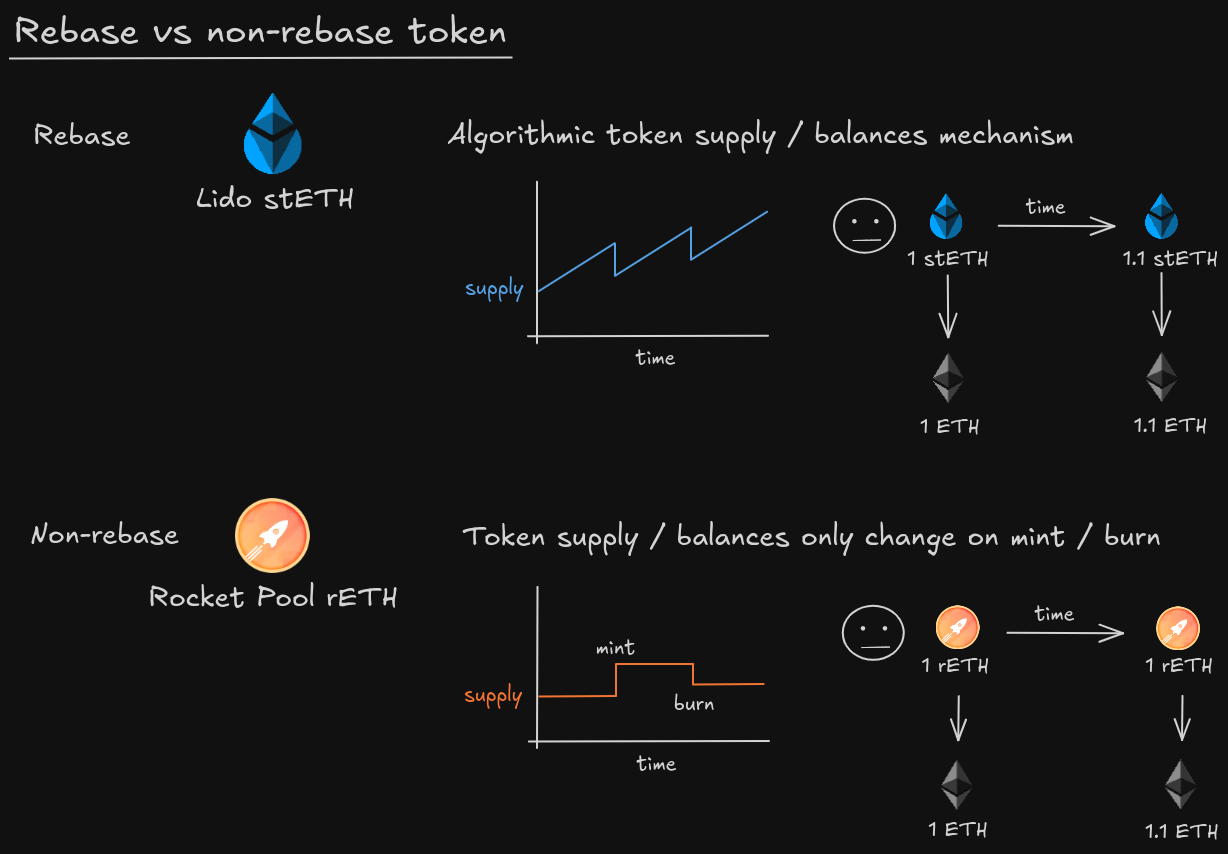 Rebase vs non-rebase token
Rebase
Lido stETH
Algorithmic token supply / balances mechanism
supply
time
time
1 stETH
1.1 stETH
1 ETH
1.1 ETH
Non-rebase
Rocket Pool rETH
Token supply / balances only change on mint / burn
supply
mint
burn
time
time
1 rETH
1 rETH
1 ETH
1.1 ETH